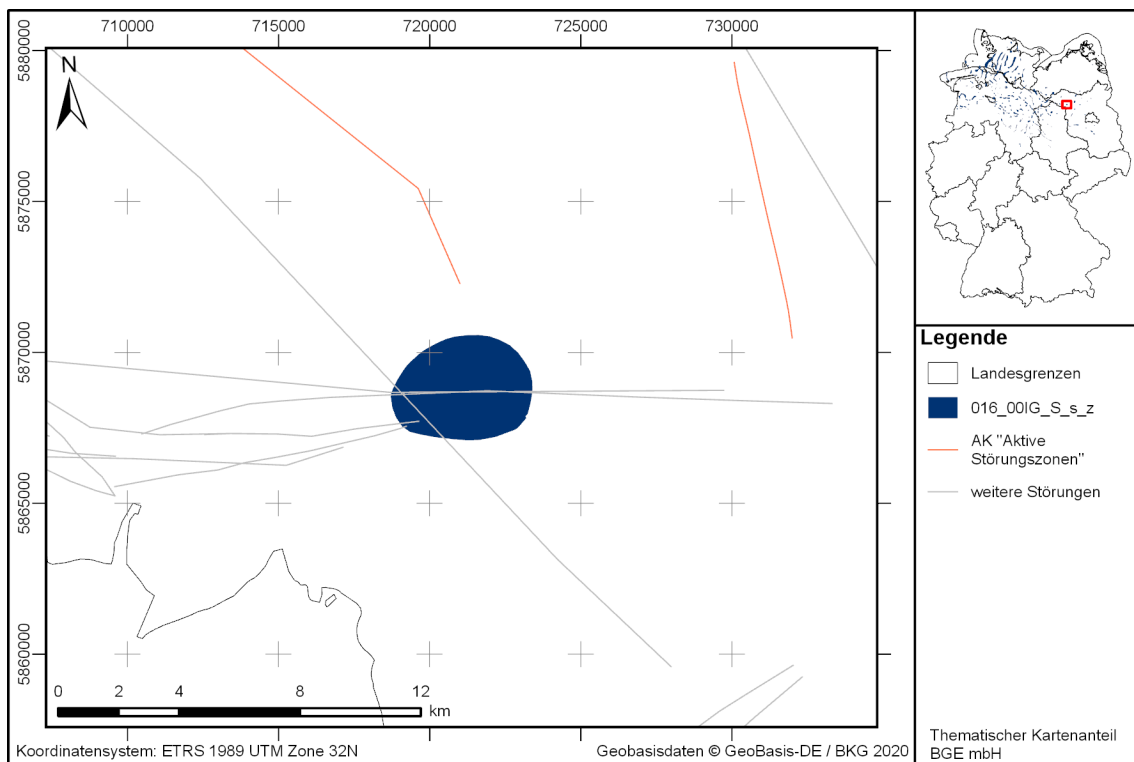 710000 715000 720000 725000 730000
5880000
5875000
5870000
5865000
5860000
N
0 2 4 8 12
km
Koordinatensystem: ETRS 1989 UTM Zone 32N
Geobasisdaten © GeoBasis-DE / BKG 2020
Legende
Landesgrenzen
016_00IG_S_s_z
AK "Aktive
Störungszonen"
weitere Störungen
Thematischer Kartenanteil
BGE mbH